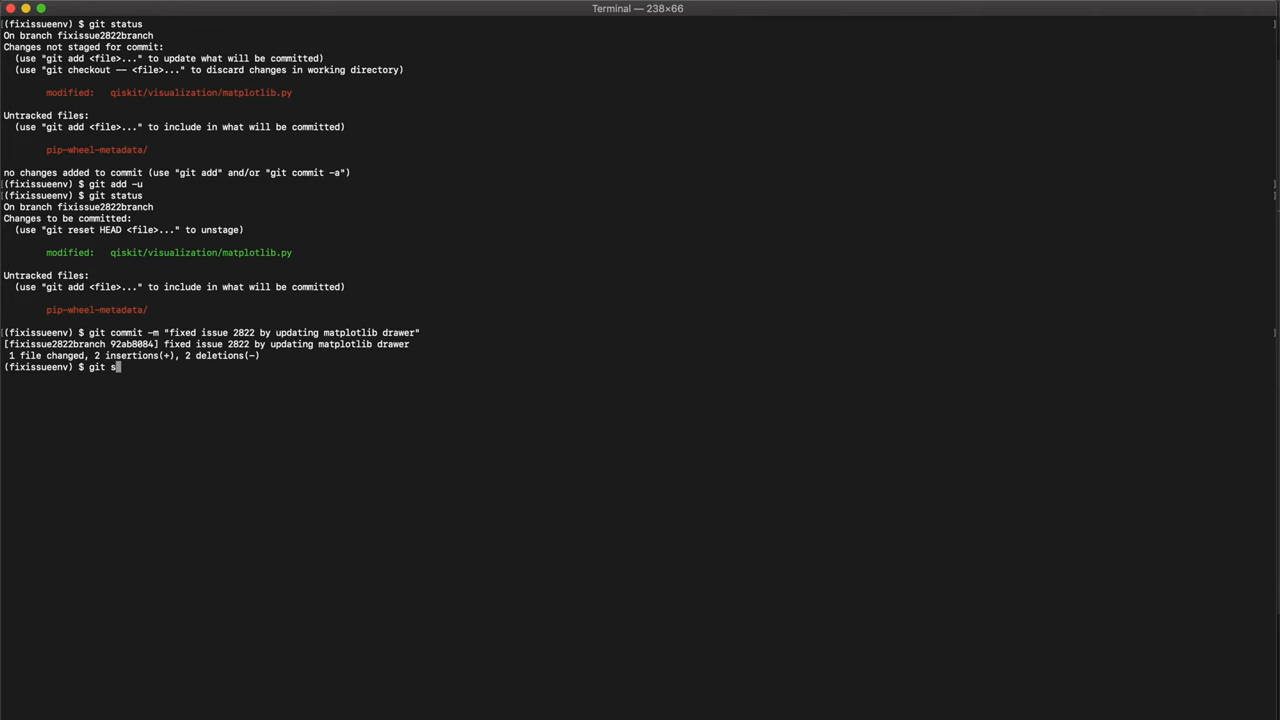 Terminal — 238×66
(fixissueenv) $ git status
On branch fixissue2822branch
Changes not staged for commit:
  (use "git add <file>..." to update what will be committed)
  (use "git checkout -- <file>..." to discard changes in working directory)
        modified:   qiskit/visualization/matplotlib.py
Untracked files:
  (use "git add <file>..." to include in what will be committed)
        pip-wheel-metadata/
no changes added to commit (use "git add" and/or "git commit -a")
(fixissueenv) $ git add -u
(fixissueenv) $ git status
On branch fixissue2822branch
Changes to be committed:
  (use "git reset HEAD <file>..." to unstage)
        modified:   qiskit/visualization/matplotlib.py
Untracked files:
  (use "git add <file>..." to include in what will be committed)
        pip-wheel-metadata/
(fixissueenv) $ git commit -m "fixed issue 2822 by updating matplotlib drawer"
[fixissue2822branch 92ab8084] fixed issue 2822 by updating matplotlib drawer
 1 file changed, 2 insertions(+), 2 deletions(-)
(fixissueenv) $ git s